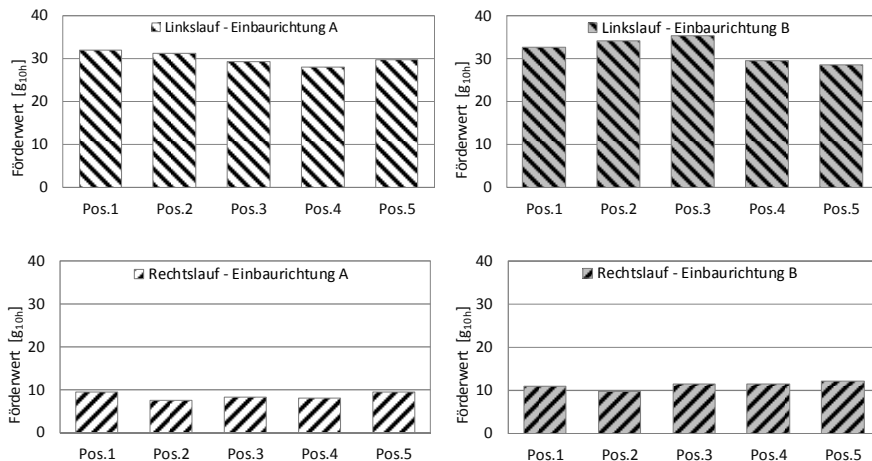 Linkslauf - Einbaurichtung A
Förderwert [g10h]
40
30
20
10
0
Pos.1 Pos.2 Pos.3 Pos.4 Pos.5
Linkslauf - Einbaurichtung B
Förderwert [g10h]
40
30
20
10
0
Pos.1 Pos.2 Pos.3 Pos.4 Pos.5
Rechtslauf - Einbaurichtung A
Förderwert [g10h]
40
30
20
10
0
Pos.1 Pos.2 Pos.3 Pos.4 Pos.5
Rechtslauf - Einbaurichtung B
Förderwert [g10h]
40
30
20
10
0
Pos.1 Pos.2 Pos.3 Pos.4 Pos.5